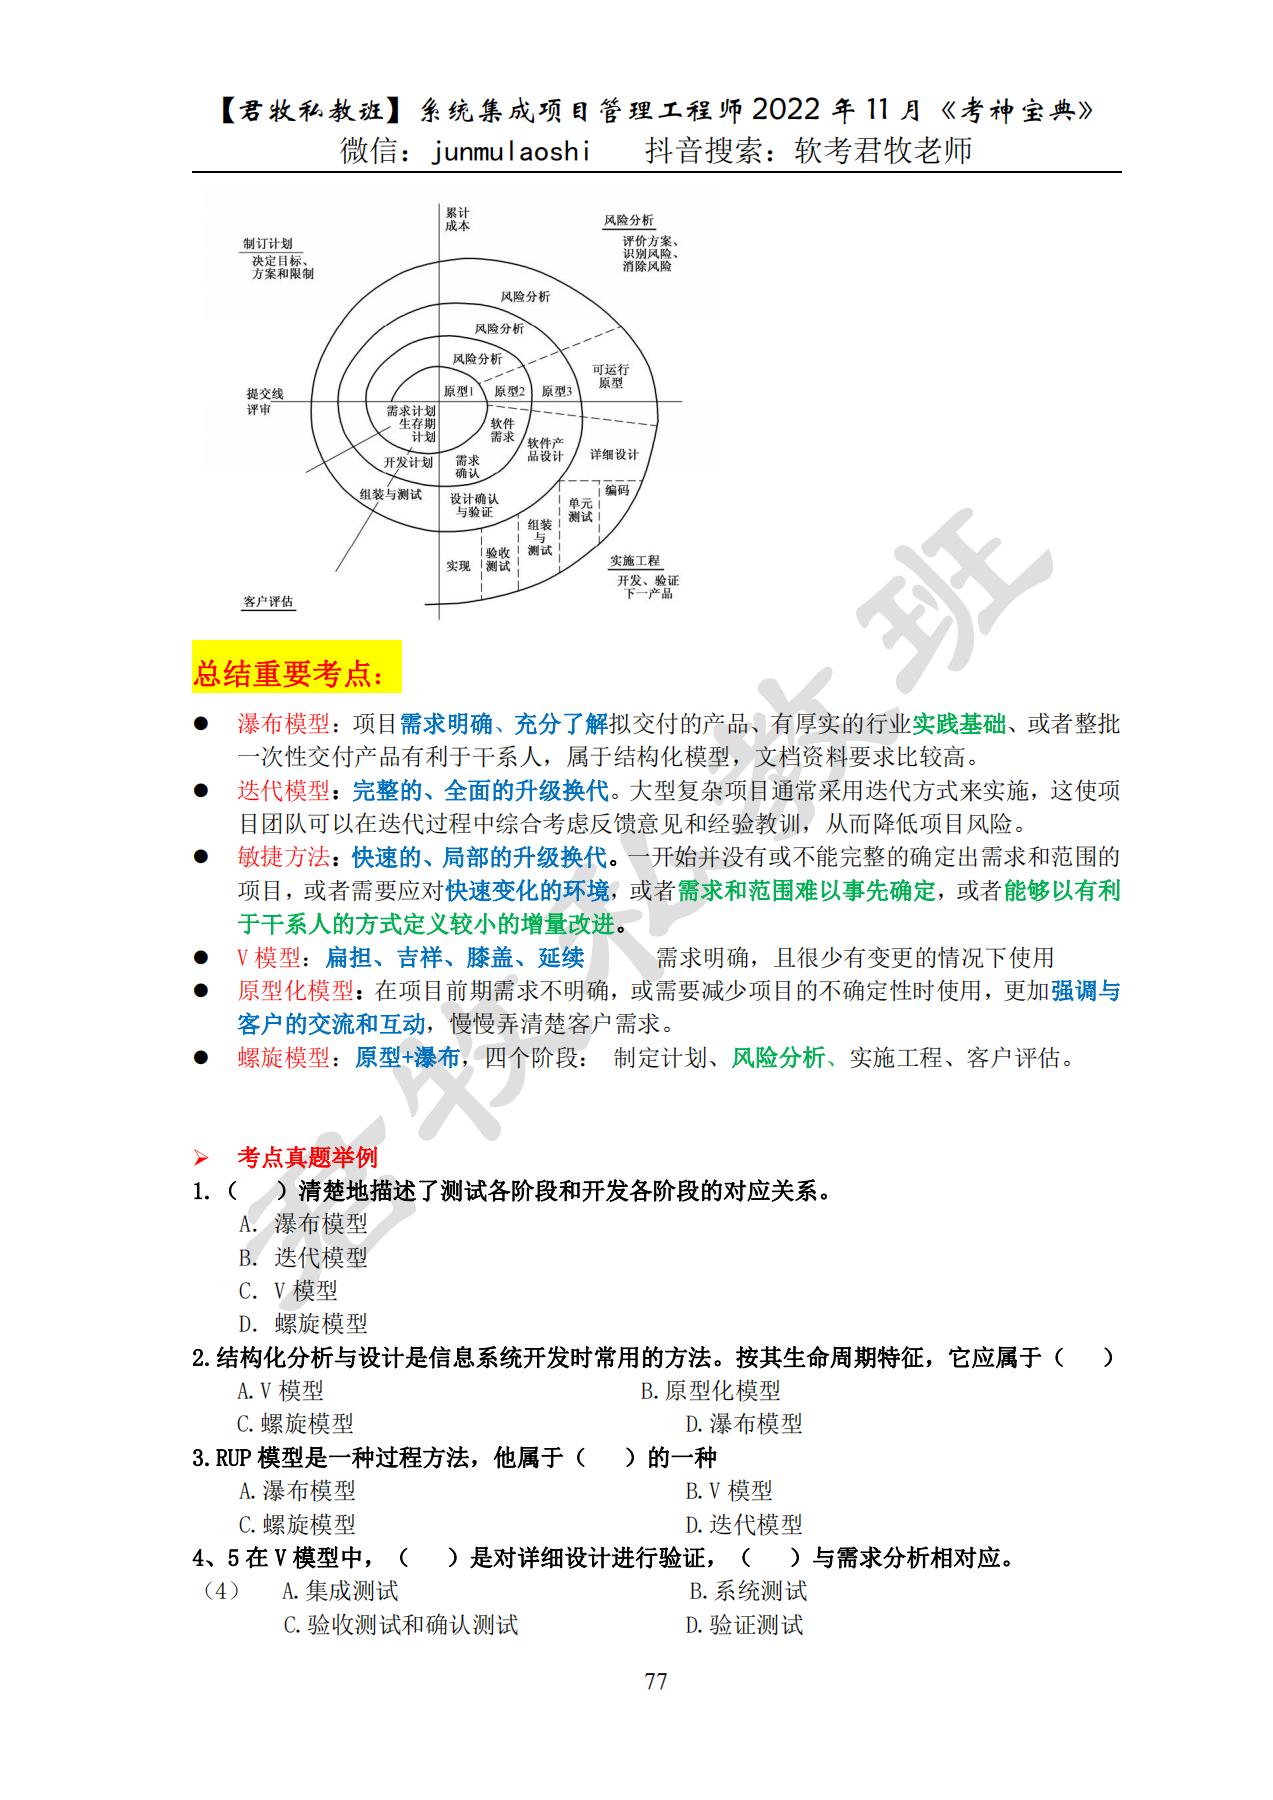 【君牧私教班】系统集成项目管理工程师 2022 年 11 月《考神宝典》
微信：junmulaoshi 抖音搜索：软考君牧老师
累计
成本
风险分析
评价方案、
识别风险、
消除风险
制订计划
决定目标、
方案和限制
风险分析
风险分析
风险分析
可运行
原型
提交线
评审
原型1
原型2
原型3
需求计划
生存期
计划
软件
需求
软件产
品设计
详细设计
开发计划
需求
确认
组装与测试
设计确认
与验证
编码
单元
测试
组装
与
测试
验收
测试
实现
实施工程
开发、验证
下一产品
客户评估
总结重要考点：
● 瀑布模型：项目需求明确、充分了解拟交付的产品、有厚实的行业实践基础、或者整批
一次性交付产品有利于干系人，属于结构化模型，文档资料要求比较高。
● 迭代模型：完整的、全面的升级换代。大型复杂项目通常采用迭代方式来实施，这使项
目团队可以在迭代过程中综合考虑反馈意见和经验教训，从而降低项目风险。
● 敏捷方法：快速的、局部的升级换代。一开始并没有或不能完整的确定出需求和范围的
项目，或者需要应对快速变化的环境，或者需求和范围难以事先确定，或者能够以有利
于干系人的方式定义较小的增量改进。
● V 模型：扁担、吉祥、膝盖、延续 需求明确，且很少有变更的情况下使用
● 原型化模型：在项目前期需求不明确，或需要减少项目的不确定性时使用，更加强调与
客户的交流和互动，慢慢弄清楚客户需求。
● 螺旋模型：原型+瀑布，四个阶段： 制定计划、风险分析、实施工程、客户评估。
➢ 考点真题举例
1.（ ）清楚地描述了测试各阶段和开发各阶段的对应关系。
A. 瀑布模型
B. 迭代模型
C. V 模型
D. 螺旋模型
2.结构化分析与设计是信息系统开发时常用的方法。按其生命周期特征，它应属于（ ）
A.V 模型 B.原型化模型
C.螺旋模型 D.瀑布模型
3.RUP 模型是一种过程方法，他属于（ ）的一种
A.瀑布模型 B.V 模型
C.螺旋模型 D.迭代模型
4、5 在 V 模型中，（ ）是对详细设计进行验证，（ ）与需求分析相对应。
（4） A.集成测试 B.系统测试
C.验收测试和确认测试 D.验证测试
77
君牧私教班